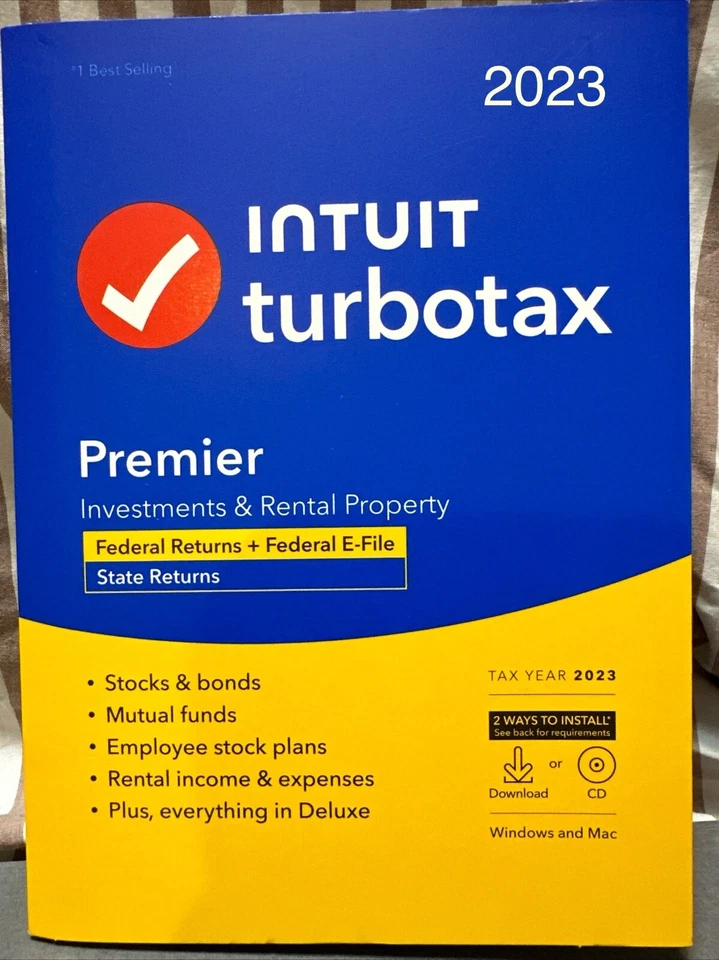 #1 Best Selling
2023
INTUIT
turbotax
Premier
Investments & Rental Property
Federal Returns + Federal E-File
State Returns
• Stocks & bonds
• Mutual funds
• Employee stock plans
• Rental income & expenses
• Plus, everything in Deluxe
TAX YEAR 2023
2 WAYS TO INSTALL*
See back for requirements
Download or CD
Windows and Mac